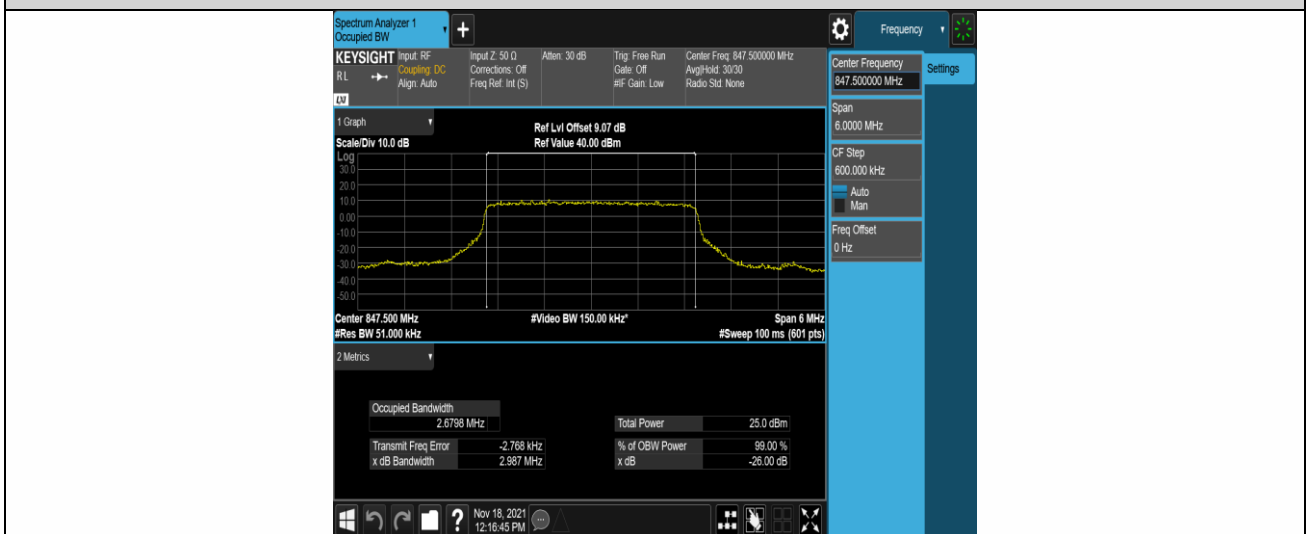 Spectrum Analyzer 1
Occupied BW
Frequency
KEYSIGHT
Input: RF
Coupling: DC
Align: Auto
Input Z: 50 Ω
Corrections: Off
Freq Ref: Int (S)
Atten: 30 dB
Trig: Free Run
Gate: Off
#IF Gain: Low
Center Freq: 847.500000 MHz
Avg|Hold: 30/30
Radio Std: None
RL
LXI
Center Frequency
847.500000 MHz
Settings
Span
6.0000 MHz
CF Step
600.000 kHz
Auto
Man
Freq Offset
0 Hz
1 Graph
Scale/Div 10.0 dB
Ref Lvl Offset 9.07 dB
Ref Value 40.00 dBm
Log
30.0
20.0
10.0
0.00
-10.0
-20.0
-30.0
-40.0
-50.0
Center 847.500 MHz
#Video BW 150.00 kHz*
Span 6 MHz
#Res BW 51.000 kHz
#Sweep 100 ms (601 pts)
2 Metrics
Occupied Bandwidth
2.6798 MHz
Total Power 25.0 dBm
Transmit Freq Error -2.768 kHz
% of OBW Power 99.00 %
x dB Bandwidth 2.987 MHz
x dB -26.00 dB
Nov 18, 2021
12:16:45 PM